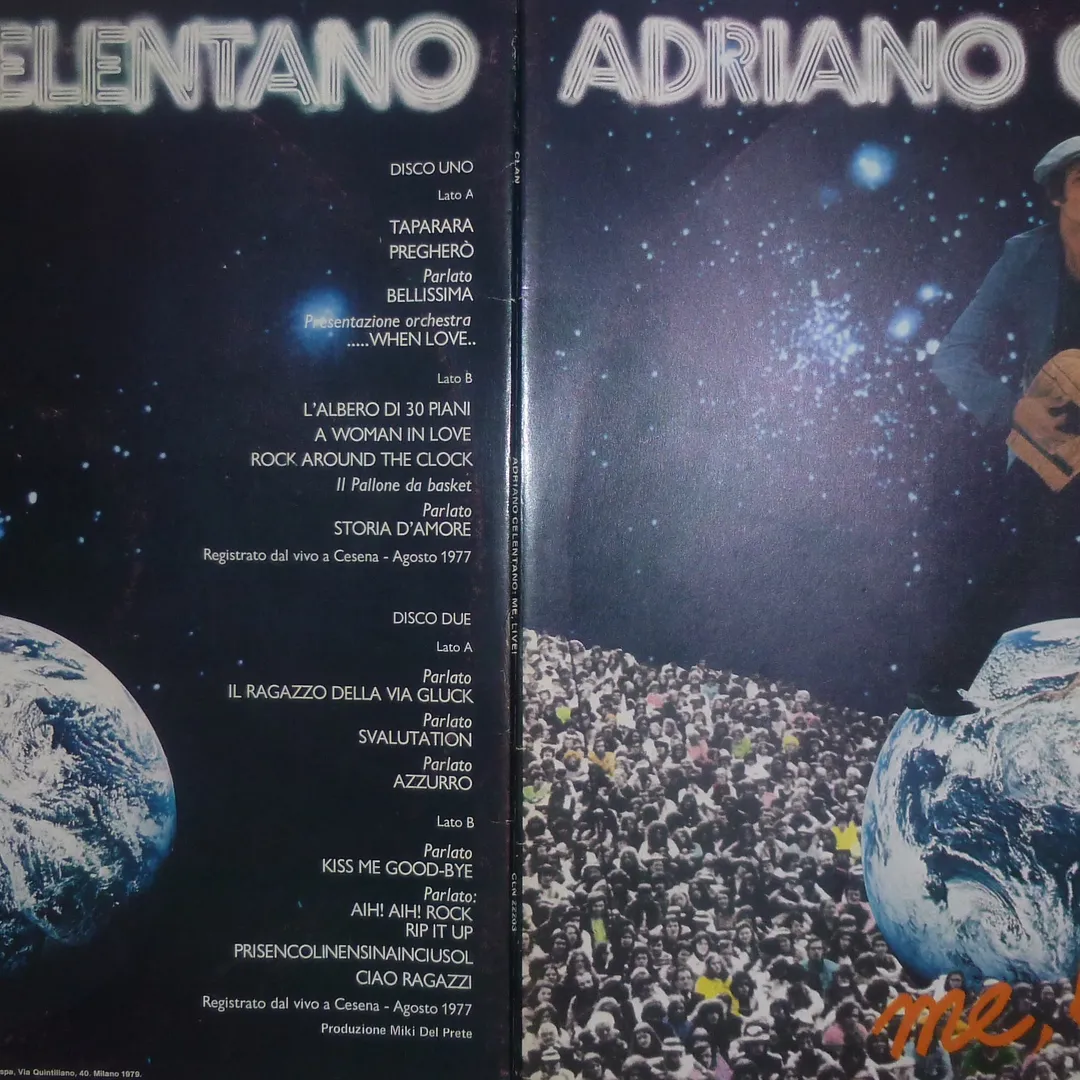 ELENTANO
DISCO UNO
Lato A
TAPARARA
PREGHERÒ
Parlato
BELLISSIMA
Presentazione orchestra
.....WHEN LOVE..
Lato B
L'ALBERO DI 30 PIANI
A WOMAN IN LOVE
ROCK AROUND THE CLOCK
Il Pallone da basket
Parlato
STORIA D'AMORE
Registrato dal vivo a Cesena - Agosto 1977
DISCO DUE
Lato A
Parlato
IL RAGAZZO DELLA VIA GLUCK
Parlato
SVALUTATION
Parlato
AZZURRO
Lato B
Parlato
KISS ME GOOD-BYE
Parlato:
AIH! AIH! ROCK
RIP IT UP
PRISENCOLINENSINAINCIUSOL
CIAO RAGAZZI
Registrato dal vivo a Cesena - Agosto 1977
Produzione Miki Del Prete
spa, Via Quintiliano, 40. Milano 1979.
CLAN
ADRIANO CELENTANO: ME, LIVE!
CLN 22203
ADRIANO
me,